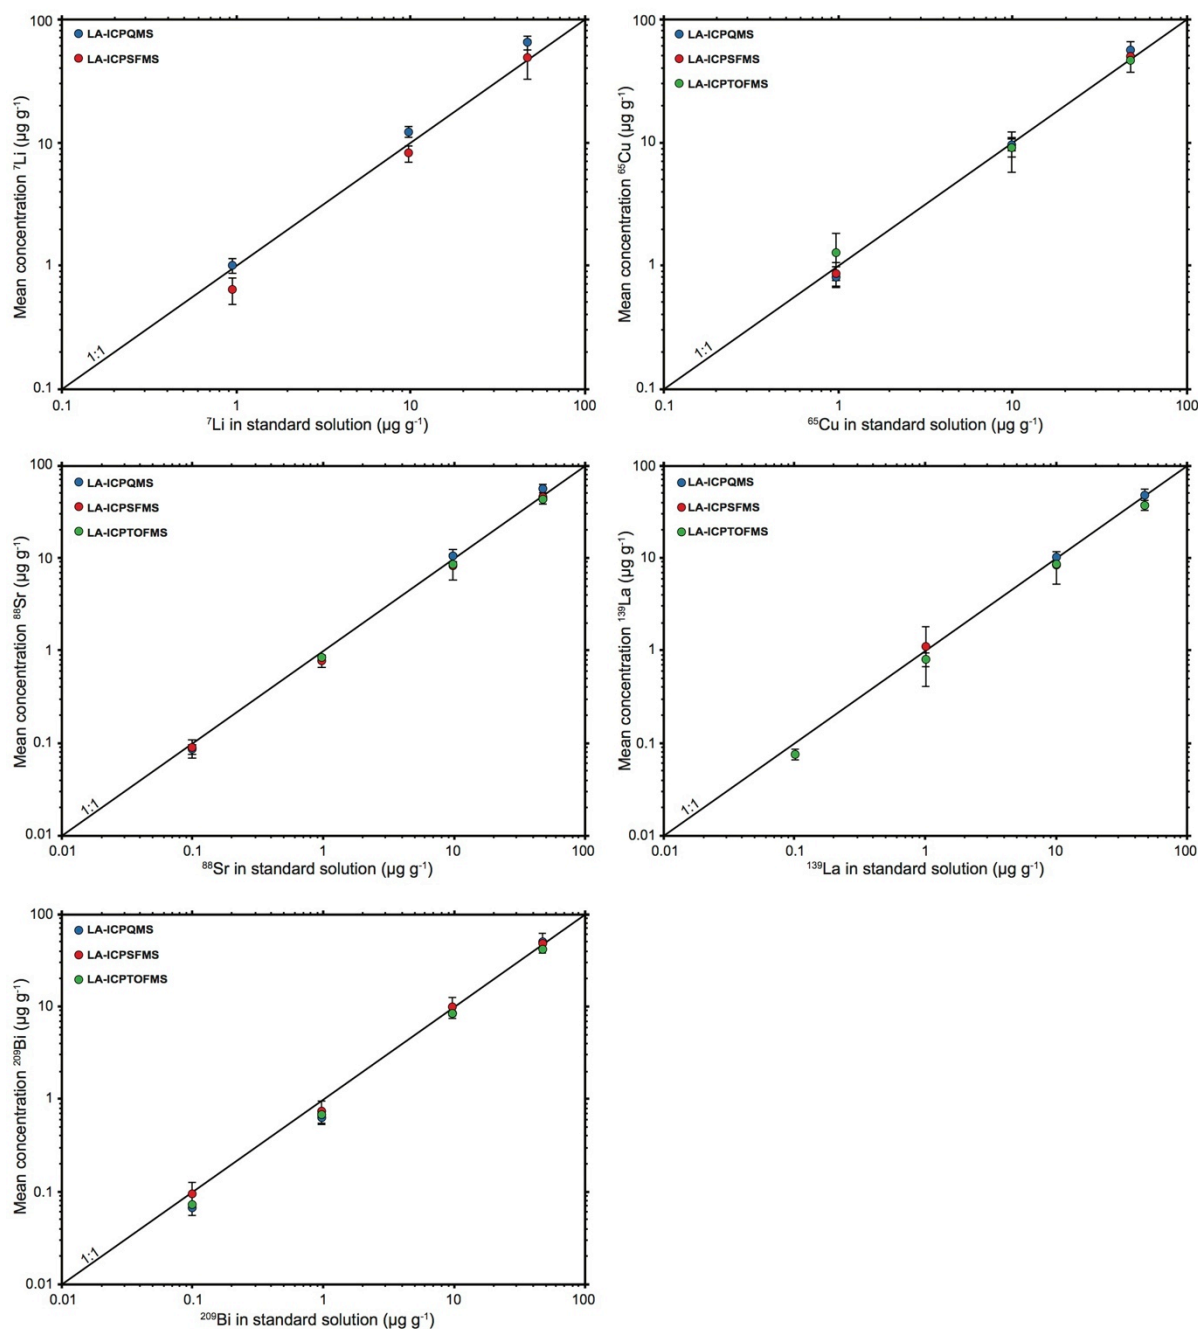 LA-ICPQMS
LA-ICPSFMS
Mean concentration ⁷Li (µg g⁻¹)
100
10
1
0.1
1:1
0.1
1
10
100
⁷Li in standard solution (µg g⁻¹)
LA-ICPQMS
LA-ICPSFMS
LA-ICPTOFMS
Mean concentration ⁶⁵Cu (µg g⁻¹)
100
10
1
0.1
1:1
0.1
1
10
100
⁶⁵Cu in standard solution (µg g⁻¹)
LA-ICPQMS
LA-ICPSFMS
LA-ICPTOFMS
Mean concentration ⁸⁸Sr (µg g⁻¹)
100
10
1
0.1
0.01
1:1
0.01
0.1
1
10
100
⁸⁸Sr in standard solution (µg g⁻¹)
LA-ICPQMS
LA-ICPSFMS
LA-ICPTOFMS
Mean concentration ¹³⁹La (µg g⁻¹)
100
10
1
0.1
0.01
1:1
0.01
0.1
1
10
100
¹³⁹La in standard solution (µg g⁻¹)
LA-ICPQMS
LA-ICPSFMS
LA-ICPTOFMS
Mean concentration ²⁰⁹Bi (µg g⁻¹)
100
10
1
0.1
0.01
1:1
0.01
0.1
1
10
100
²⁰⁹Bi in standard solution (µg g⁻¹)